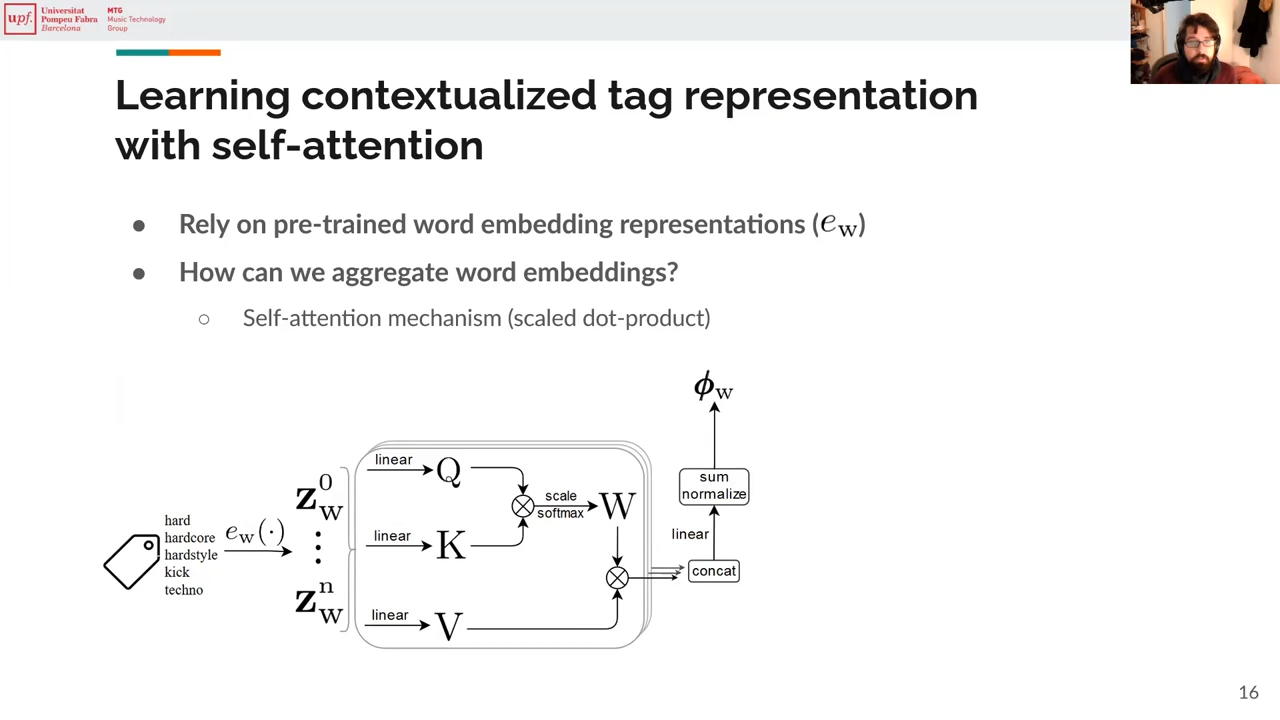 upf.
Universitat
Pompeu Fabra
Barcelona
MTG
Music Technology
Group
Learning contextualized tag representation
with self-attention
● Rely on pre-trained word embedding representations (e_w)
● How can we aggregate word embeddings?
○ Self-attention mechanism (scaled dot-product)
hard
hardcore
hardstyle
kick
techno
e_w(·)
z_w^0
⋮
z_w^n
linear
Q
linear
K
linear
V
scale
softmax
W
concat
linear
sum
normalize
ϕ_w
16